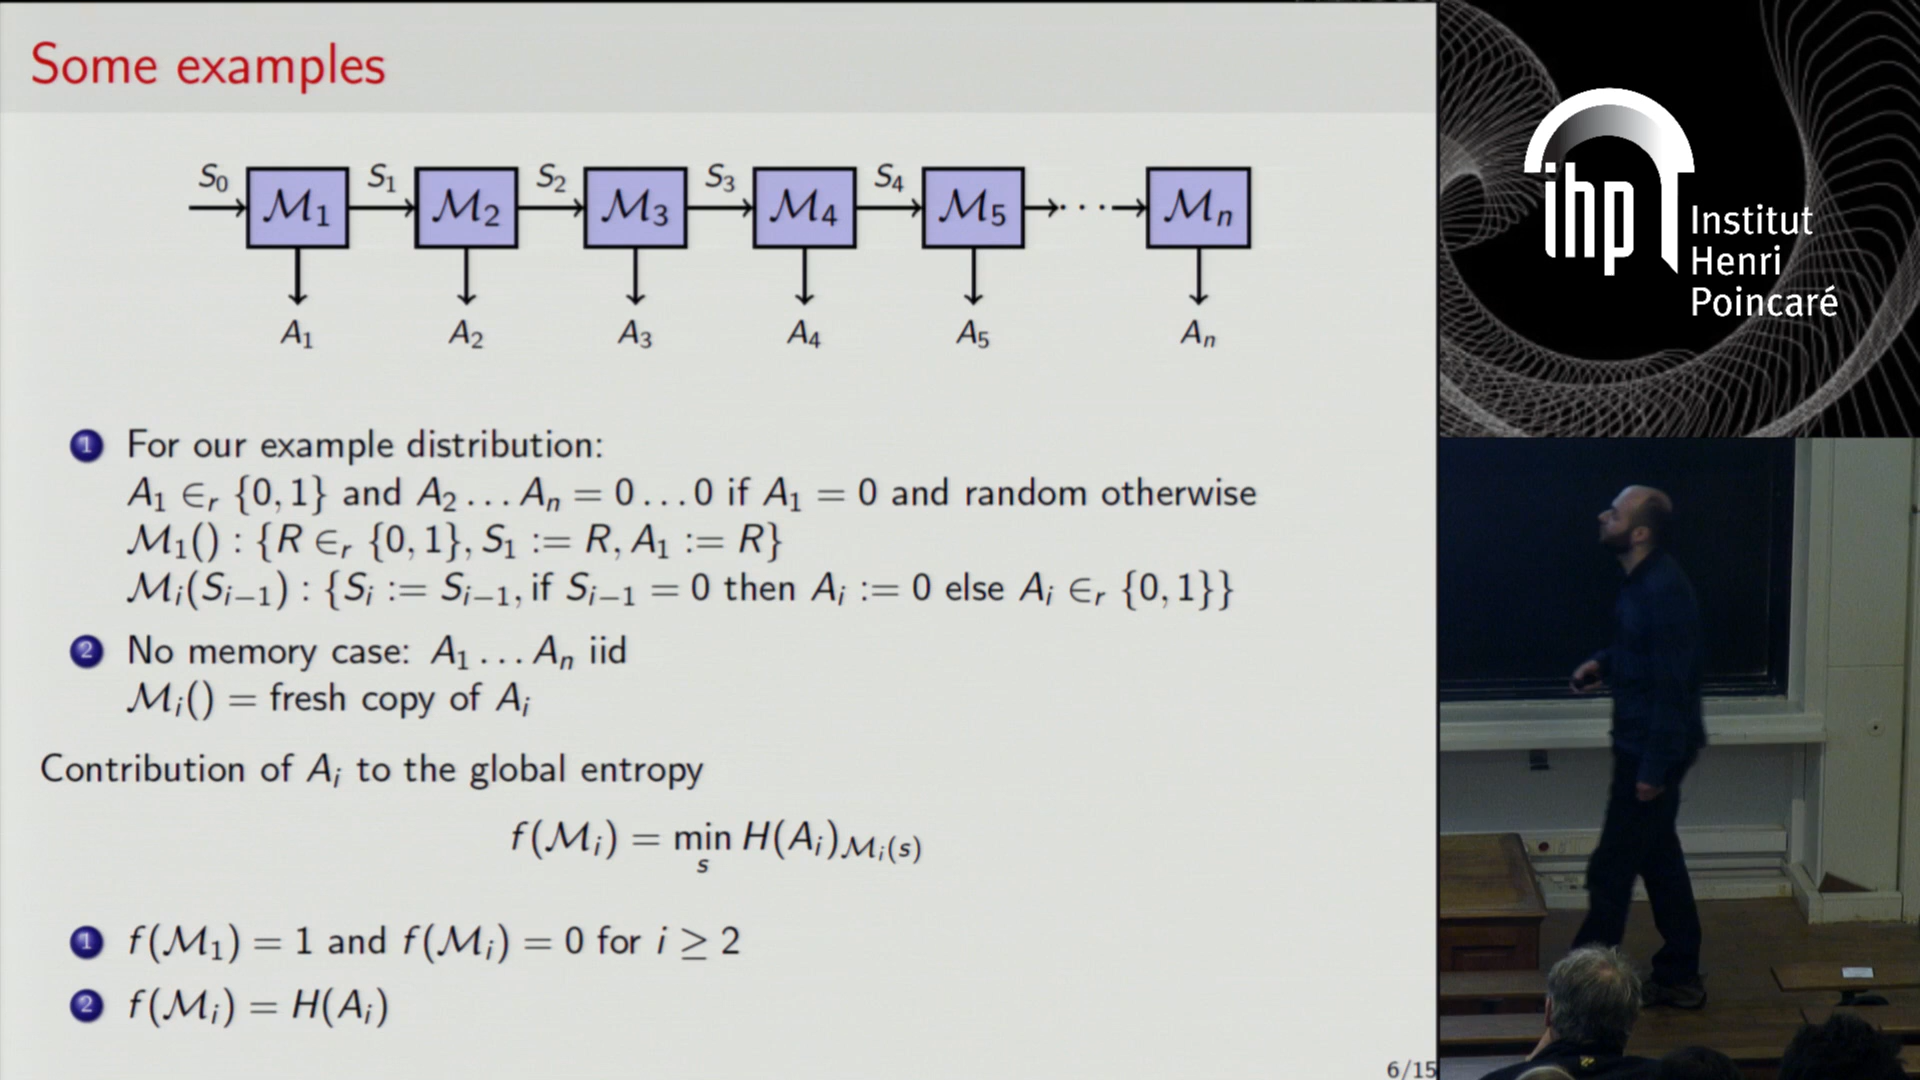 Some examples
S₀ S₁ S₂ S₃ S₄
ℳ₁ ℳ₂ ℳ₃ ℳ₄ ℳ₅ ··· ℳₙ
A₁ A₂ A₃ A₄ A₅ Aₙ
1 For our example distribution:
A₁ ∈ᵣ {0, 1} and A₂ … Aₙ = 0 … 0 if A₁ = 0 and random otherwise
ℳ₁() : {R ∈ᵣ {0, 1}, S₁ := R, A₁ := R}
ℳᵢ(Sᵢ₋₁) : {Sᵢ := Sᵢ₋₁, if Sᵢ₋₁ = 0 then Aᵢ := 0 else Aᵢ ∈ᵣ {0, 1}}
2 No memory case: A₁ … Aₙ iid
ℳᵢ() = fresh copy of Aᵢ
Contribution of Aᵢ to the global entropy
f(ℳᵢ) = min H(Aᵢ)ℳᵢ(s)
s
1 f(ℳ₁) = 1 and f(ℳᵢ) = 0 for i ≥ 2
2 f(ℳᵢ) = H(Aᵢ)
6/15
ihp
Institut
Henri
Poincaré